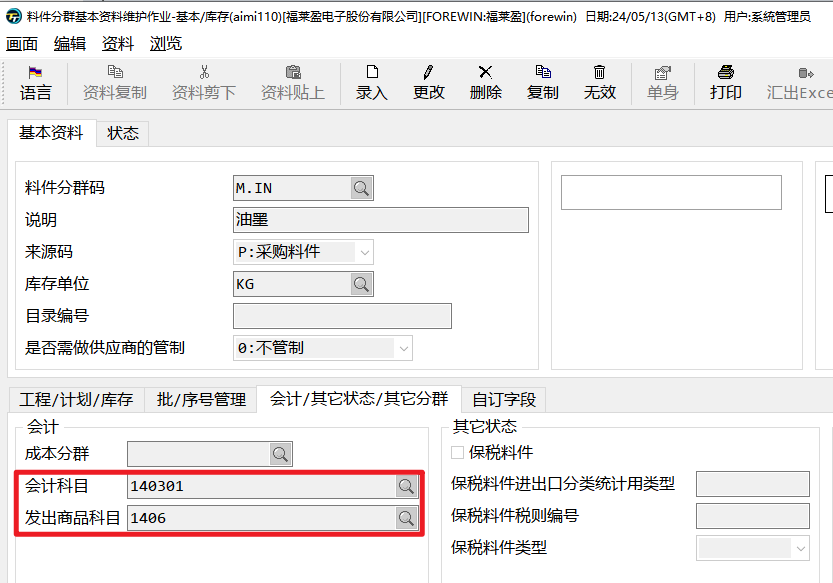 料件分群基本资料维护作业-基本/库存(aimi110)[福莱盈电子股份有限公司][FOREWIN:福莱盈](forewin) 日期:24/05/13(GMT+8) 用户:系统管理员
画面 编辑 资料 浏览
语言 资料复制 资料剪下 资料贴上 录入 更改 删除 复制 无效 单身 打印 汇出Exce
基本资料 状态
料件分群码 M.IN
说明 油墨
来源码 P:采购料件
库存单位 KG
目录编号
是否需做供应商的管制 0:不管制
工程/计划/库存 批/序号管理 会计/其它状态/其它分群 自订字段
会计
成本分群
会计科目 140301
发出商品科目 1406
其它状态
保税料件
保税料件进出口分类统计用类型
保税料件税则编号
保税料件类型